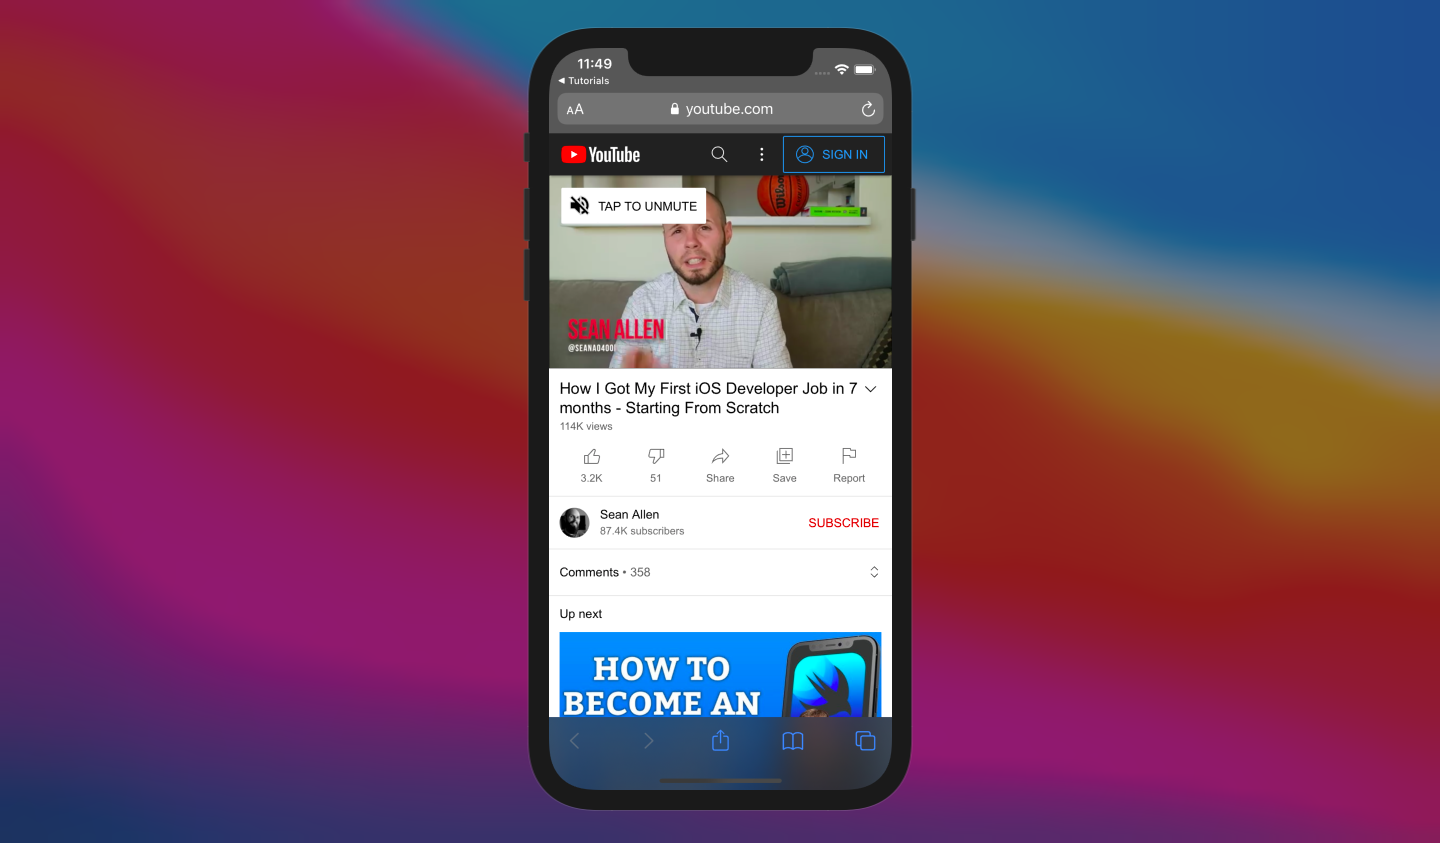 11:49
◀ Tutorials
AA
youtube.com
YouTube
SIGN IN
TAP TO UNMUTE
Wilson
SEAN ALLEN
@SEANA0400
How I Got My First iOS Developer Job in 7
months - Starting From Scratch
114K views
3.2K
51
Share
Save
Report
Sean Allen
87.4K subscribers
SUBSCRIBE
Comments • 358
Up next
HOW TO
BECOME AN